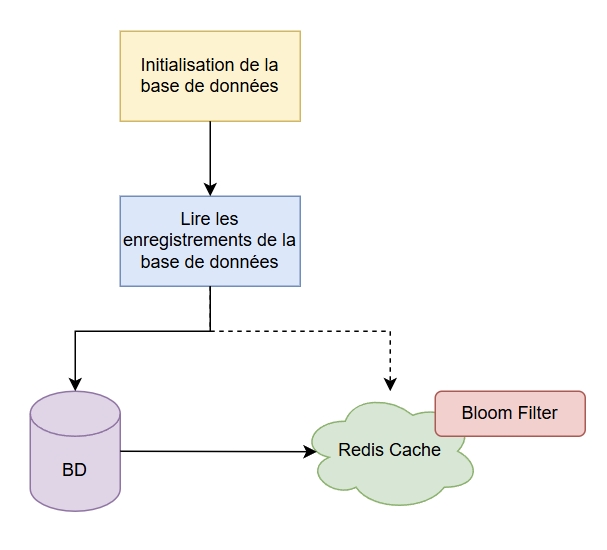 Initialisation de la
base de données
Lire les
enregistrements de la
base de données
Bloom Filter
Redis Cache
BD